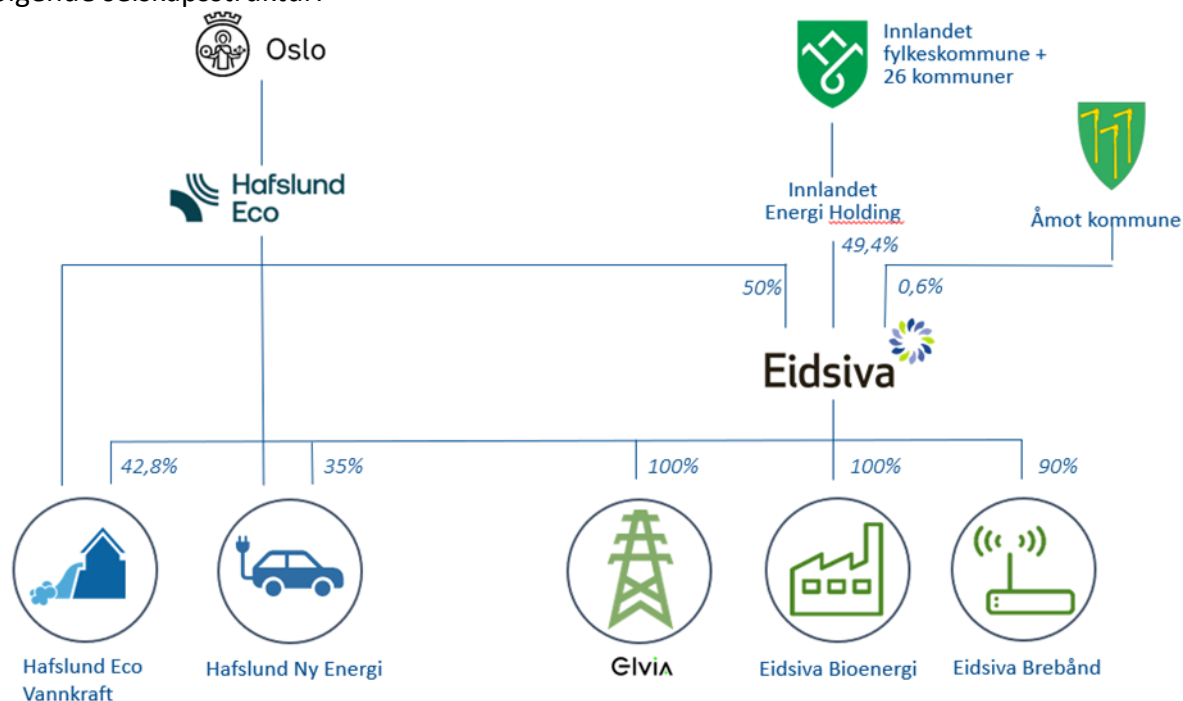 Oslo
Innlandet
fylkeskommune +
26 kommuner
Hafslund
Eco
Innlandet
Energi Holding
Åmot kommune
49,4%
50%
0,6%
Eidsiva
42,8%
35%
100%
100%
90%
Hafslund Eco
Vannkraft
Hafslund Ny Energi
Elvia
Eidsiva Bioenergi
Eidsiva Brebånd